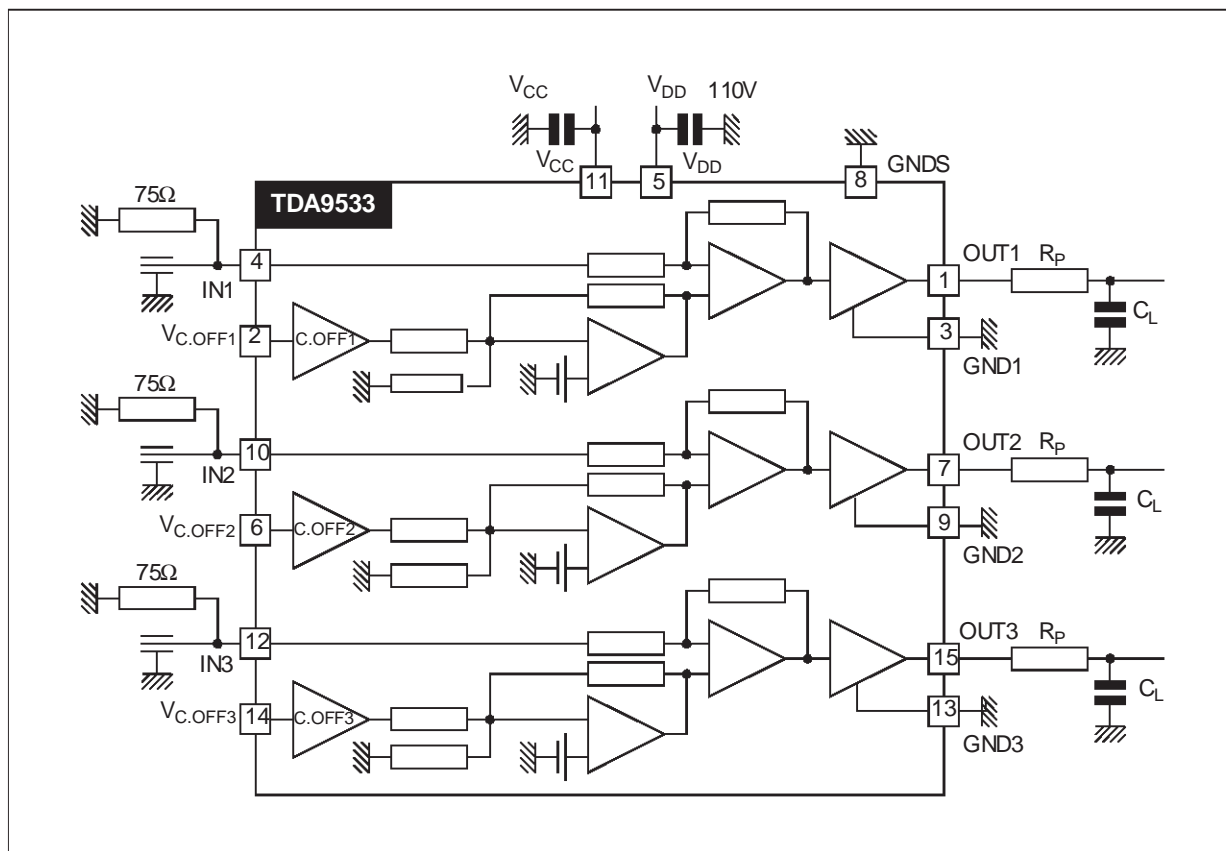 V_CC V_DD 110V
V_CC V_DD GNDS
11 5 8
75Ω TDA9533
4 OUT1 R_P
IN1 1
V_C.OFF1 2 C.OFF1 3 C_L
GND1
75Ω
10 OUT2 R_P
IN2 7
V_C.OFF2 6 C.OFF2 9 C_L
GND2
75Ω
12 OUT3 R_P
IN3 15
V_C.OFF3 14 C.OFF3 13 C_L
GND3